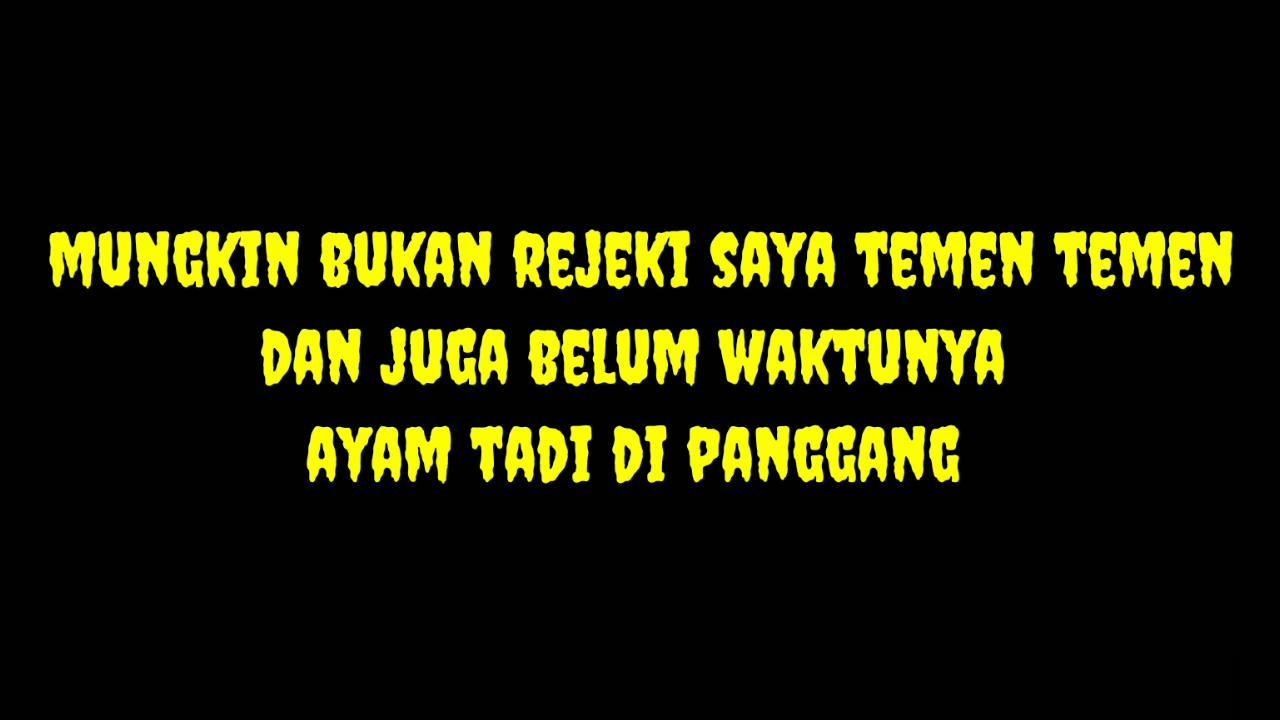 MUNGKIN BUKAN REJEKI SAYA TEMEN TEMEN
DAN JUGA BELUM WAKTUNYA
AYAM TADI DI PANGGANG